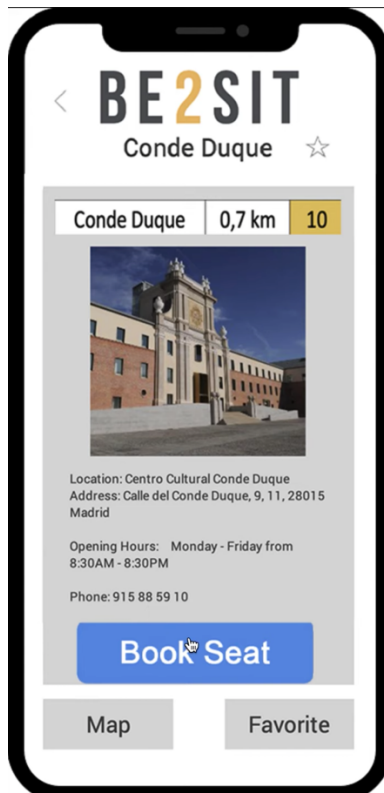 BE2SIT
Conde Duque
Conde Duque 0,7 km 10
Location: Centro Cultural Conde Duque
Address: Calle del Conde Duque, 9, 11, 28015
Madrid
Opening Hours: Monday - Friday from
8:30AM - 8:30PM
Phone: 915 88 59 10
Book Seat
Map Favorite